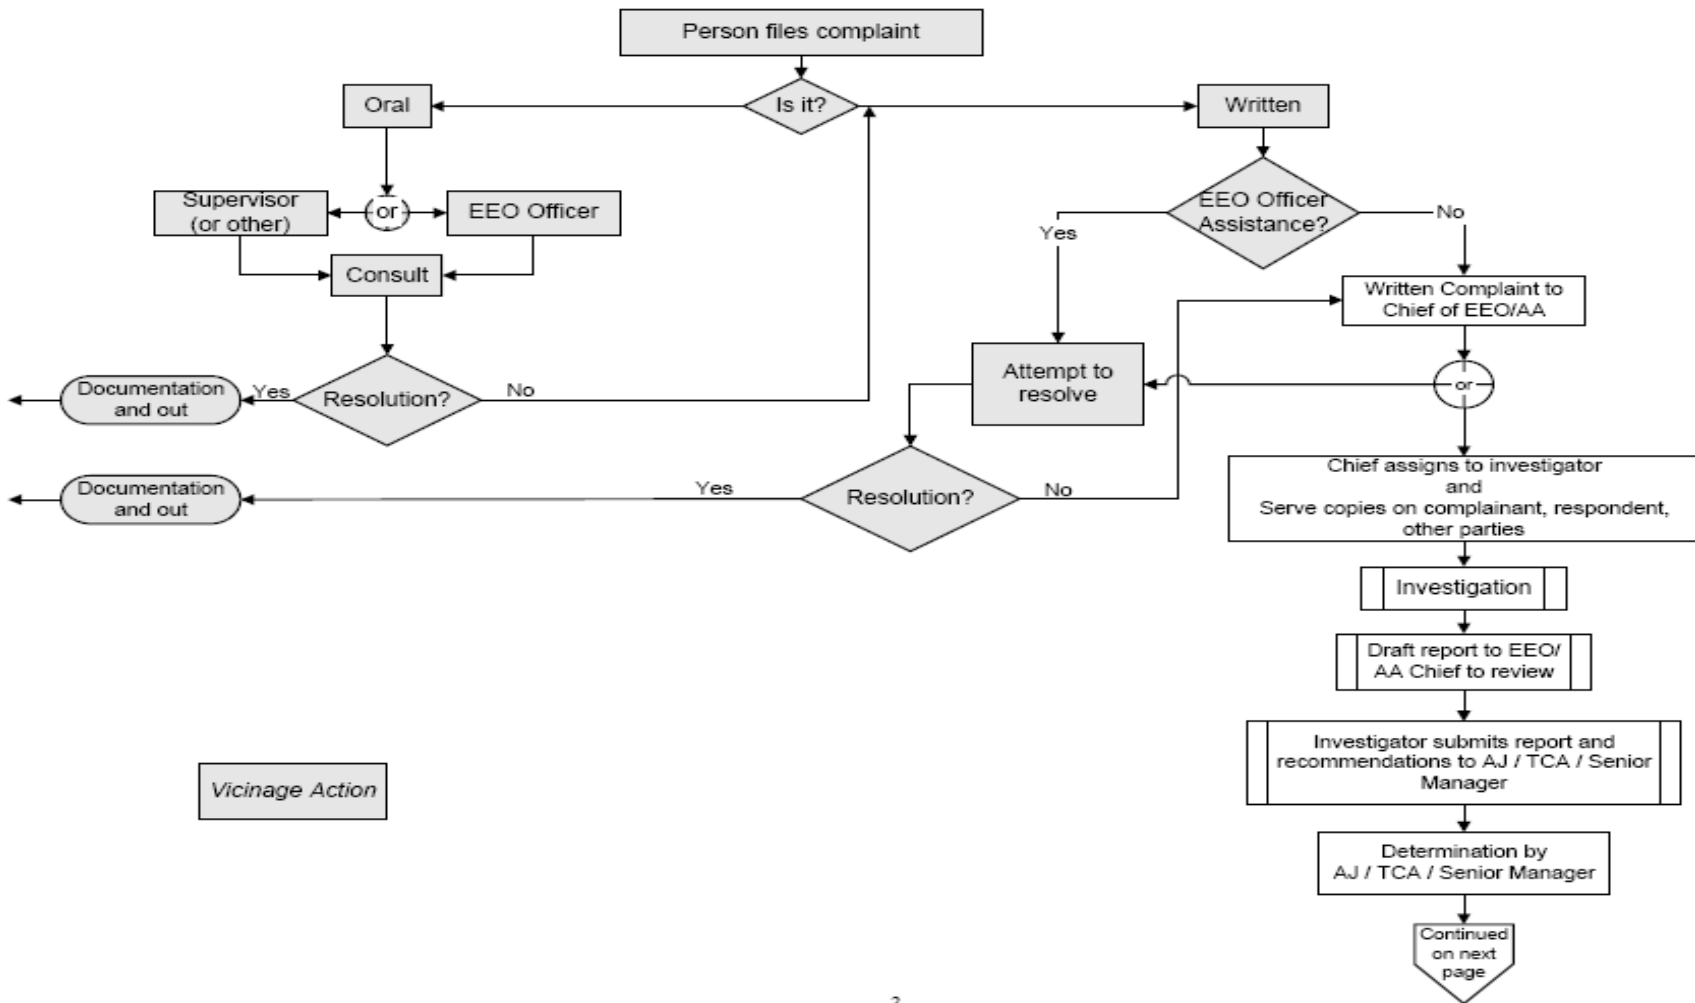 Person files complaint
Oral
Is it?
Written
Supervisor
(or other)
or
EEO Officer
EEO Officer
Assistance?
Yes
No
Consult
Written Complaint to
Chief of EEO/AA
Documentation
and out
Yes
Resolution?
No
Attempt to
resolve
or
Documentation
and out
Yes
Resolution?
No
Chief assigns to investigator
and
Serve copies on complainant, respondent,
other parties
Investigation
Draft report to EEO/
AA Chief to review
Investigator submits report and
recommendations to AJ / TCA / Senior
Manager
Vicinage Action
Determination by
AJ / TCA / Senior Manager
Continued
on next
page